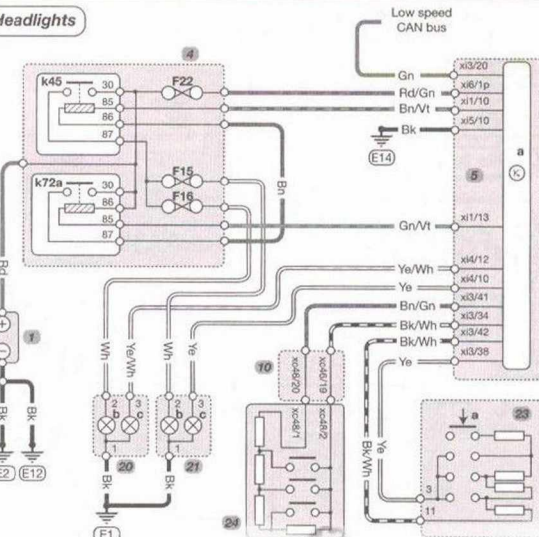 Headlights
Low speed
CAN bus
4
k45
30
85
86
87
F22
Gn
Rd/Gn
Bn/Vt
Bk
E14
xi3/20
xi6/1p
xi1/10
xi5/10
a
K
5
F15
F16
Bn
k72a
30
86
85
87
Gn/Vt
xi1/13
Rd
Ye/Wh
Ye
Bn/Gn
Bk/Wh
Bk/Wh
Ye
xi4/12
xi4/10
xi3/41
xi3/34
xi3/42
xi3/38
1
Wh
Ye/Wh
Wh
Ye
10
xc46/20
xc46/19
xc48/1
xc48/2
Bk
Bk
E2
E12
2
3
b
c
1
20
2
3
b
c
1
21
Bk
Bk
E1
24
Bk/Wh
Ye
a
23
3
11